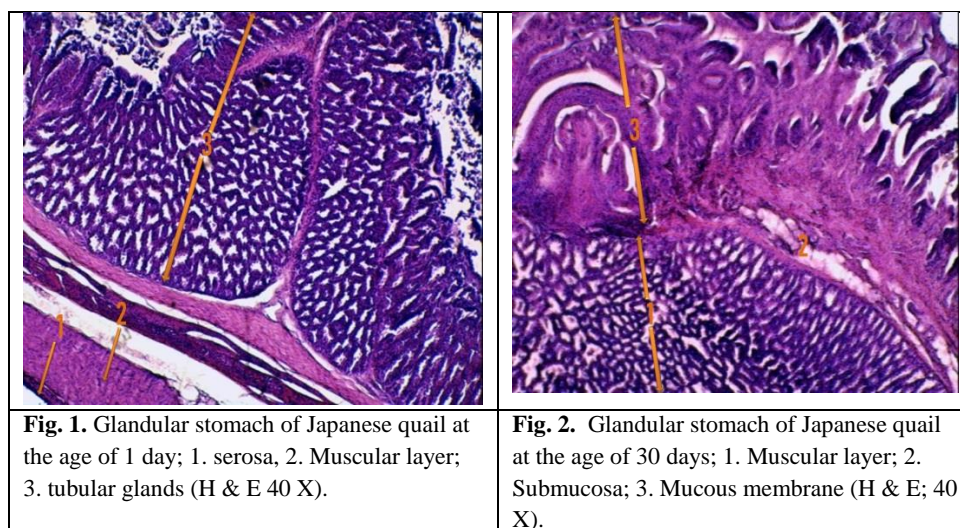 3
2
1
3
2
1
Fig. 1. Glandular stomach of Japanese quail at
the age of 1 day; 1. serosa, 2. Muscular layer;
3. tubular glands (H & E 40 X).
Fig. 2. Glandular stomach of Japanese quail
at the age of 30 days; 1. Muscular layer; 2.
Submucosa; 3. Mucous membrane (H & E; 40
X).